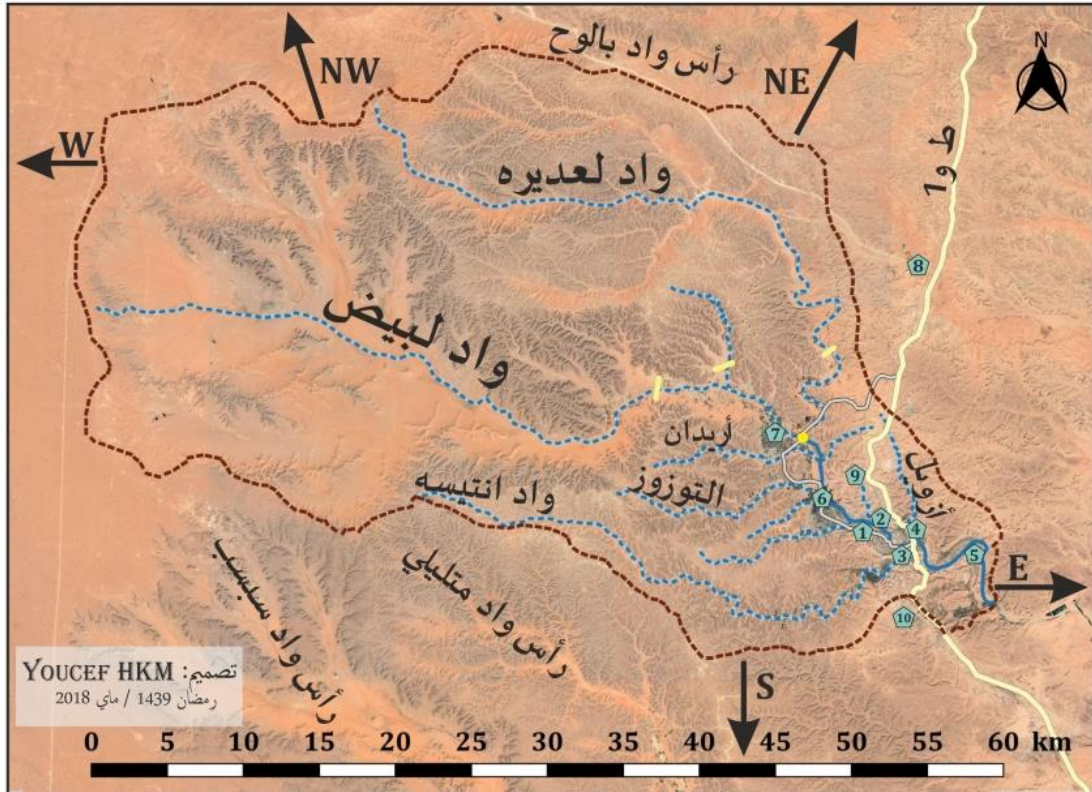 N
NW
NE
رأس واد بالوح
W
ط و1
واد لعديره
8
واد لبيض
أريدان
7
التوزوز
واد انتيسه
أزويل
9
6
2
1
4
3
5
E
10
رأس واد سبسب
رأس واد متليلي
S
تصميم: YOUCEF HKM
رمضان 1439 / ماي 2018
0 5 10 15 20 25 30 35 40 45 50 55 60 km